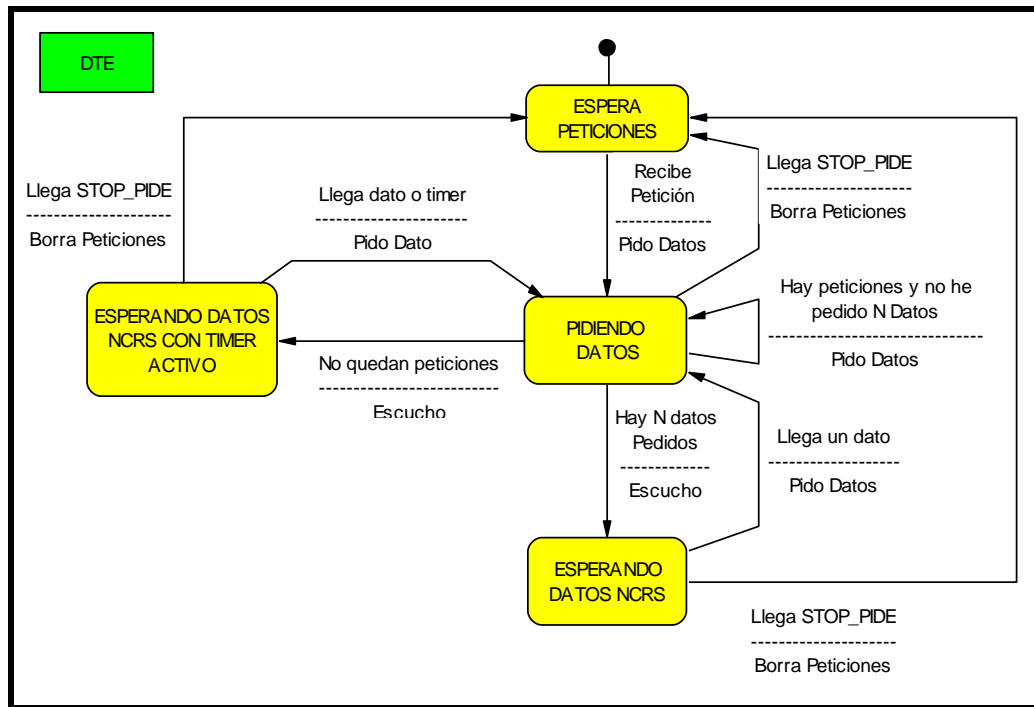 DTE
ESPERA
PETICIONES
Llega STOP_PIDE
---------------------
Borra Peticiones
Llega dato o timer
---------------------
Pido Dato
Recibe
Petición
---------------
Pido Datos
Llega STOP_PIDE
---------------------
Borra Peticiones
ESPERANDO DATOS
NCRS CON TIMER
ACTIVO
No quedan peticiones
------------------
Escucho
PIDIENDO
DATOS
Hay peticiones y no he
pedido N Datos
-------------------------------
Pido Datos
Hay N datos
Pedidos
---------------
Escucho
Llega un dato
-------------------
Pido Datos
ESPERANDO
DATOS NCRS
Llega STOP_PIDE
---------------------
Borra Peticiones